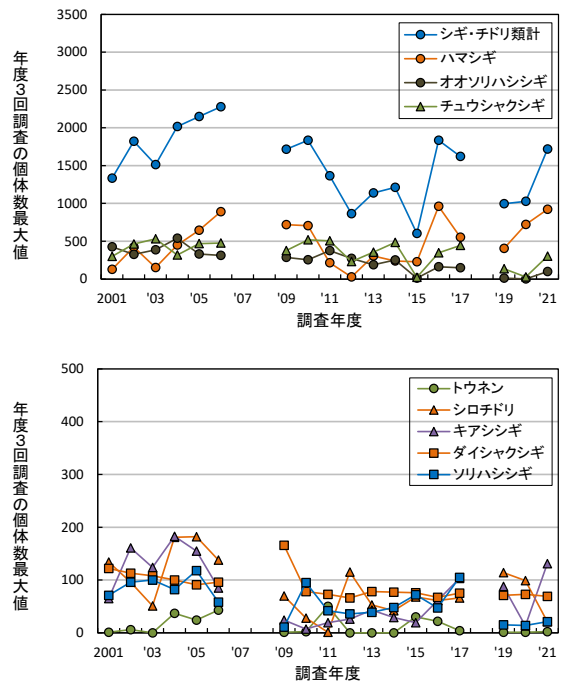 3500
3000
2500
2000
1500
1000
500
0
年度3回調査の個体数最大値
シギ・チドリ類計
ハマシギ
オオソリハシシギ
チュウシャクシギ
2001 '03 '05 '07 '09 '11 '13 '15 '17 '19 '21
調査年度
500
400
300
200
100
0
年度3回調査の個体数最大値
トウネン
シロチドリ
キアシシギ
ダイシャクシギ
ソリハシシギ
2001 '03 '05 '07 '09 '11 '13 '15 '17 '19 '21
調査年度